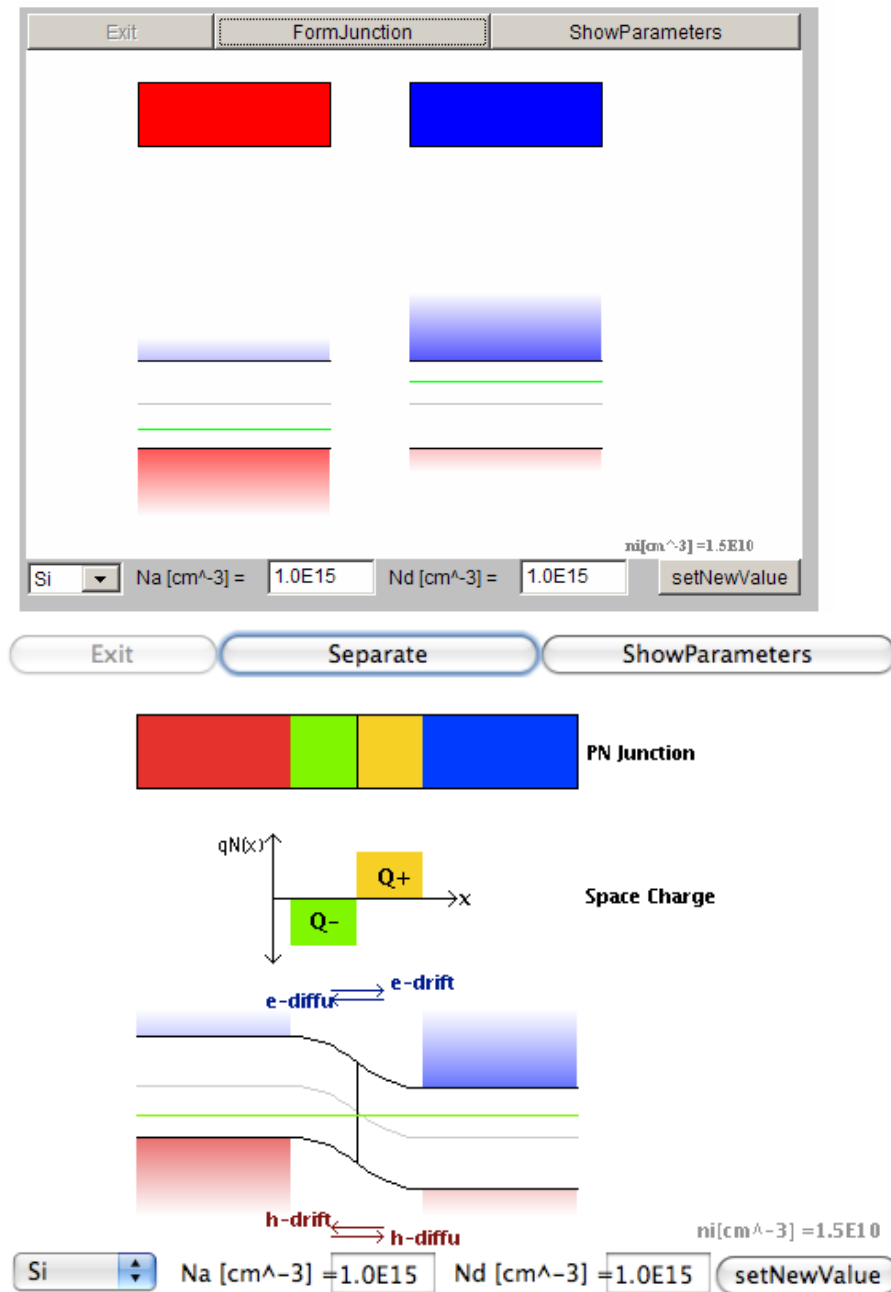 Exit FormJunction ShowParameters
ni[cm^-3] =1.5E10
Si Na [cm^-3] = 1.0E15 Nd [cm^-3] = 1.0E15 setNewValue
Exit Separate ShowParameters
PN Junction
qN(x)
Q+
x
Space Charge
Q-
e-drift
e-diffu
h-drift
h-diffu
ni[cm^-3] =1.5E10
Si Na [cm^-3] =1.0E15 Nd [cm^-3] =1.0E15 setNewValue